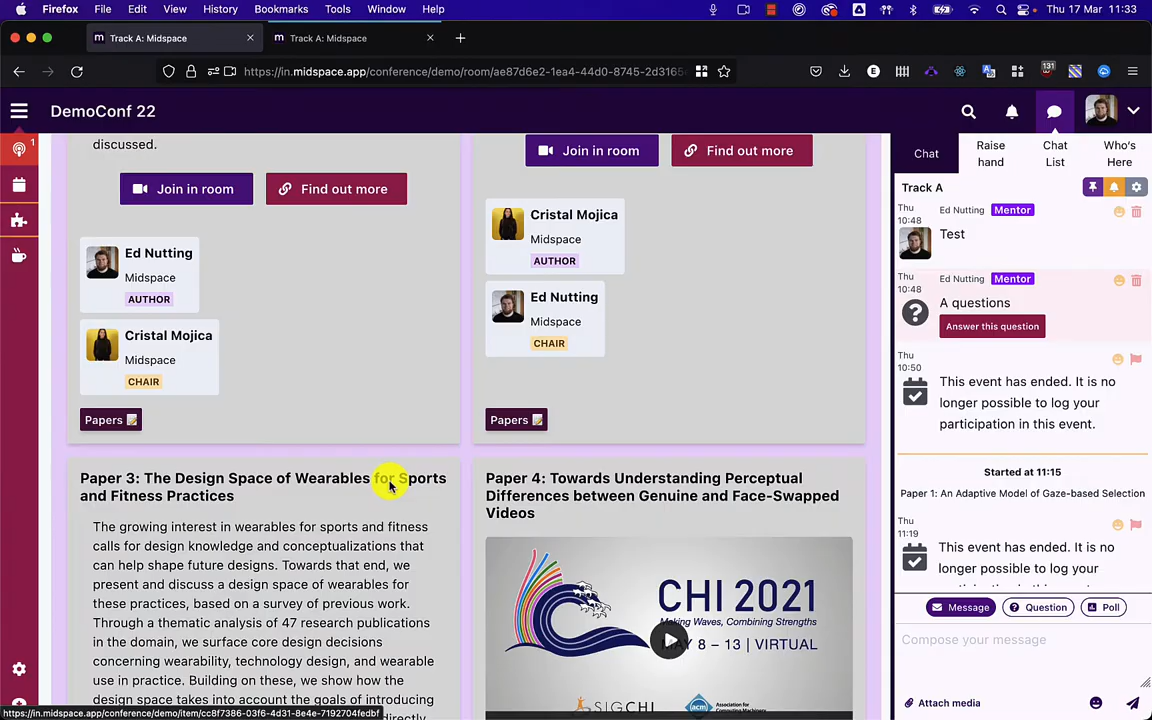 Firefox File Edit View History Bookmarks Tools Window Help Thu 17 Mar 11:33
Track A: Midspace
Track A: Midspace
https://in.midspace.app/conference/demo/room/ae87d6e2-1ea4-44d0-8745-2d3165
131
DemoConf 22
1
discussed.
Join in room
Find out more
Ed Nutting
Midspace
AUTHOR
Cristal Mojica
Midspace
CHAIR
Papers
Join in room
Find out more
Cristal Mojica
Midspace
AUTHOR
Ed Nutting
Midspace
CHAIR
Papers
Paper 3: The Design Space of Wearables for Sports
and Fitness Practices
The growing interest in wearables for sports and fitness
calls for design knowledge and conceptualizations that
can help shape future designs. Towards that end, we
present and discuss a design space of wearables for
these practices, based on a survey of previous work.
Through a thematic analysis of 47 research publications
in the domain, we surface core design decisions
concerning wearability, technology design, and wearable
use in practice. Building on these, we show how the
design space takes into account the goals of introducing
directly
Paper 4: Towards Understanding Perceptual
Differences between Genuine and Face-Swapped
Videos
CHI 2021
Making Waves, Combining Strengths
MAY 8 – 13 | VIRTUAL
SIGCHI
acm
Association for
Computing Machinery
https://in.midspace.app/conference/demo/item/cc8f7386-03f6-4d31-8e4e-7192704fedbf
Chat
Raise
hand
Chat
List
Who's
Here
Track A
Thu
10:48
Ed Nutting Mentor
Test
Thu
10:48
Ed Nutting Mentor
A questions
Answer this question
Thu
10:50
This event has ended. It is no
longer possible to log your
participation in this event.
Started at 11:15
Paper 1: An Adaptive Model of Gaze-based Selection
Thu
11:19
This event has ended. It is no
longer possible to log your
participation in this event.
Message
Question
Poll
Compose your message
Attach media